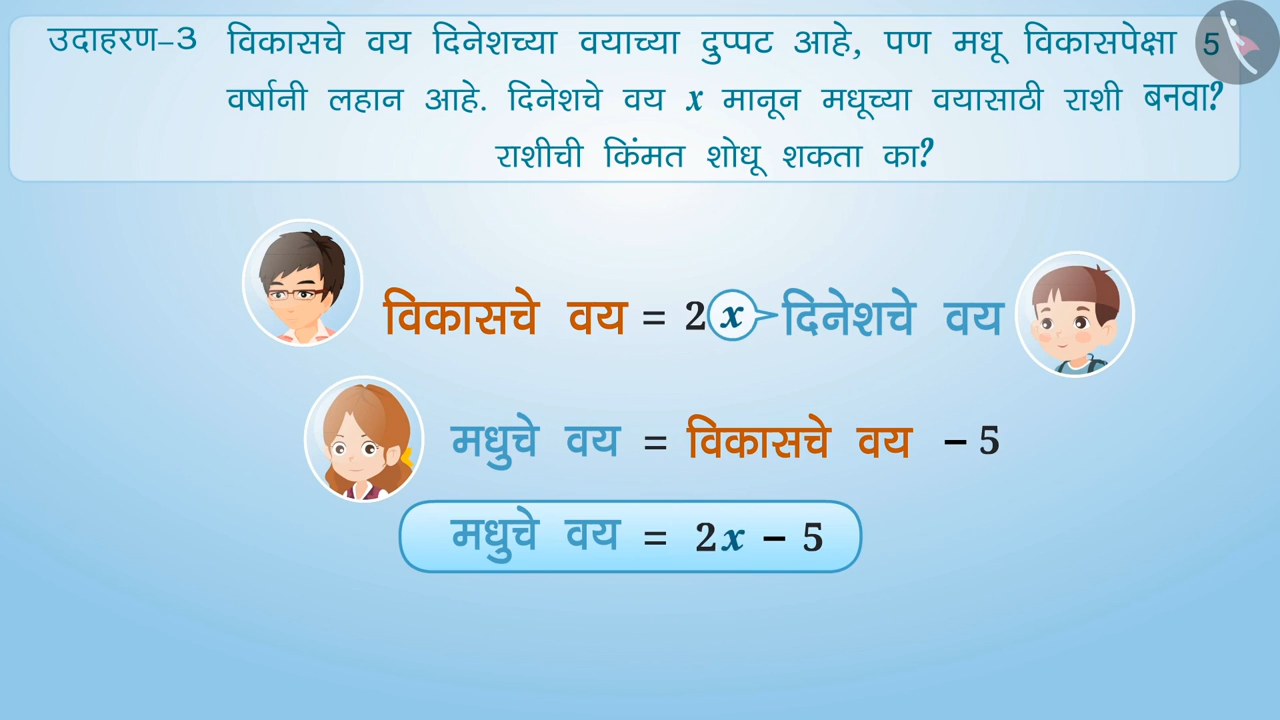 उदाहरण–3 विकासचे वय दिनेशच्या वयाच्या दुप्पट आहे, पण मधू विकासपेक्षा 5
वर्षानी लहान आहे. दिनेशचे वय x मानून मधूच्या वयासाठी राशी बनवा?
राशीची किंमत शोधू शकता का?
विकासचे वय = 2x दिनेशचे वय
मधुचे वय = विकासचे वय – 5
मधुचे वय = 2x – 5